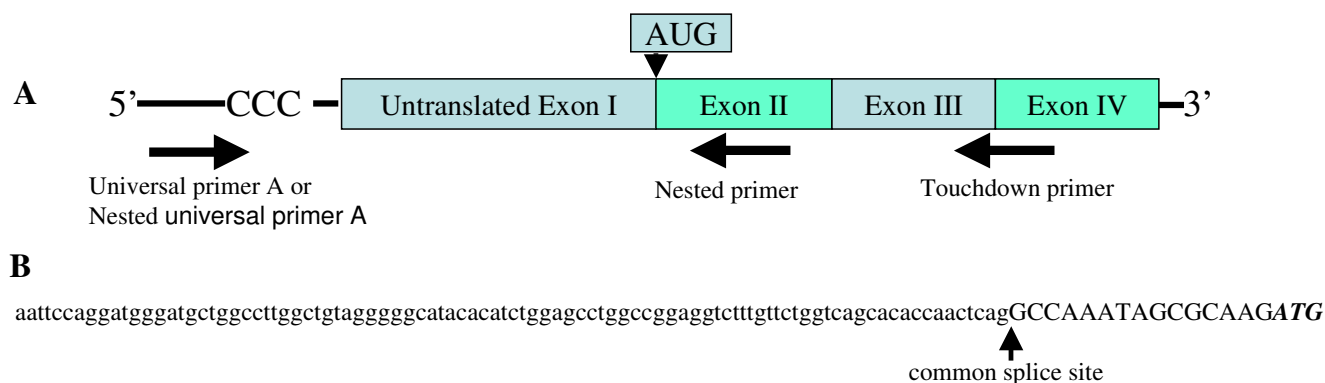 AUG
A
5’ CCC Untranslated Exon I Exon II Exon III Exon IV 3’
Universal primer A or
Nested universal primer A
Nested primer
Touchdown primer
B
aattccaggatgggatgctggccttggctgtagggggcatacacatctggagcctggccggaggtctttgttctggtcagcacaccaactcagGCCAAATAGCGCAAGATG
common splice site